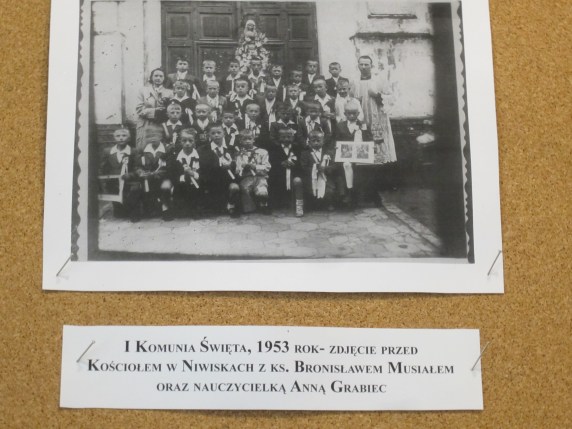 I Komunia Święta, 1953 rok- zdjęcie przed
Kościołem w Niwiskach z ks. Bronisławem Musiałem
oraz nauczycielką Anną Grabiec